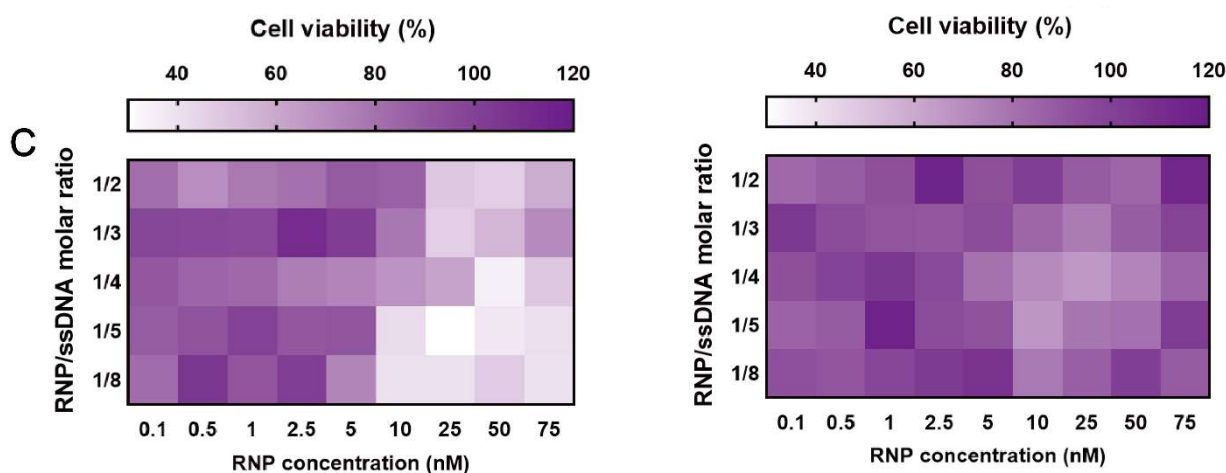 Cell viability (%)
40 60 80 100 120
C
RNP/ssDNA molar ratio
1/2
1/3
1/4
1/5
1/8
0.1 0.5 1 2.5 5 10 25 50 75
RNP concentration (nM)
Cell viability (%)
40 60 80 100 120
RNP/ssDNA molar ratio
1/2
1/3
1/4
1/5
1/8
0.1 0.5 1 2.5 5 10 25 50 75
RNP concentration (nM)